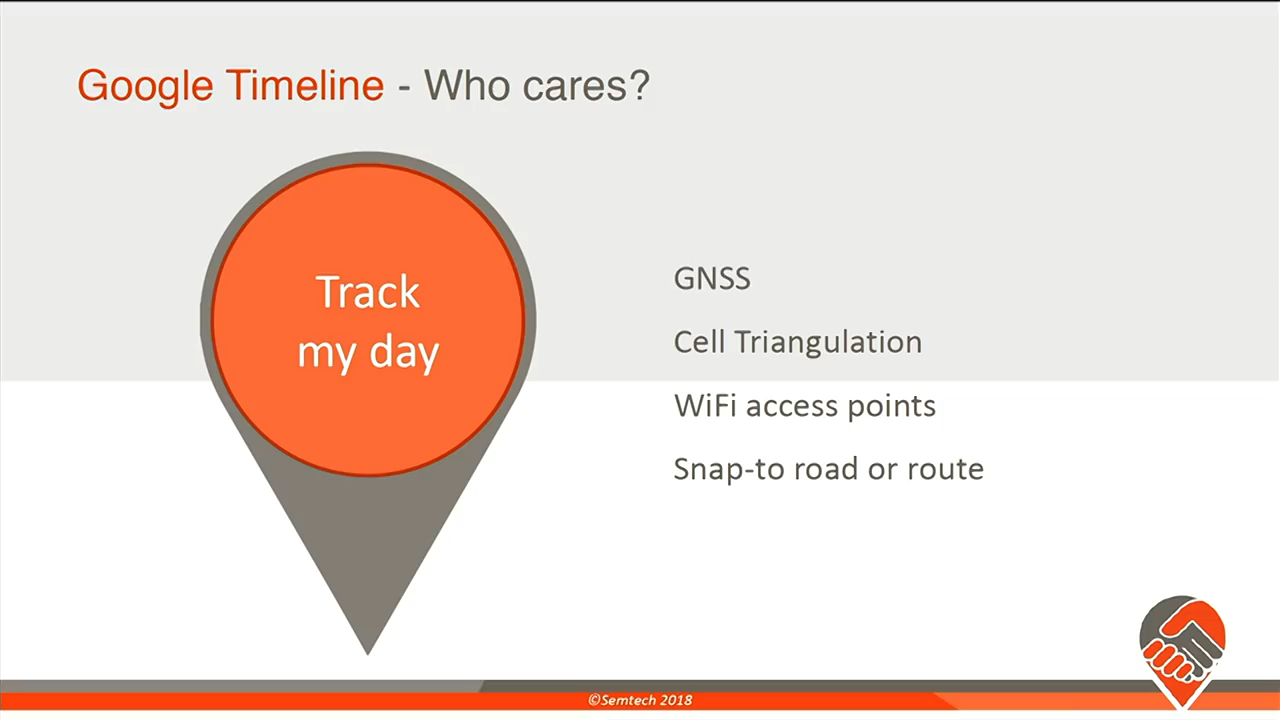 Google Timeline - Who cares?
Track
my day
GNSS
Cell Triangulation
WiFi access points
Snap-to road or route
©Semtech 2018